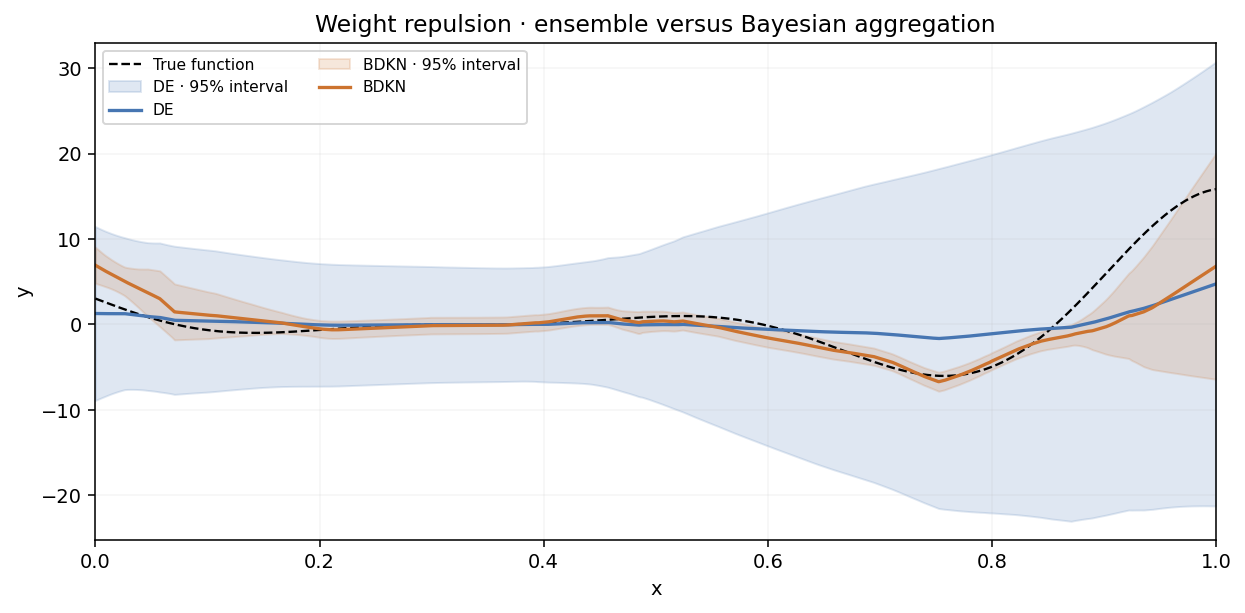 Weight repulsion · ensemble versus Bayesian aggregation
True function
DE · 95% interval
DE
BDKN · 95% interval
BDKN
y
30
20
10
0
−10
−20
0.0 0.2 0.4 0.6 0.8 1.0
x